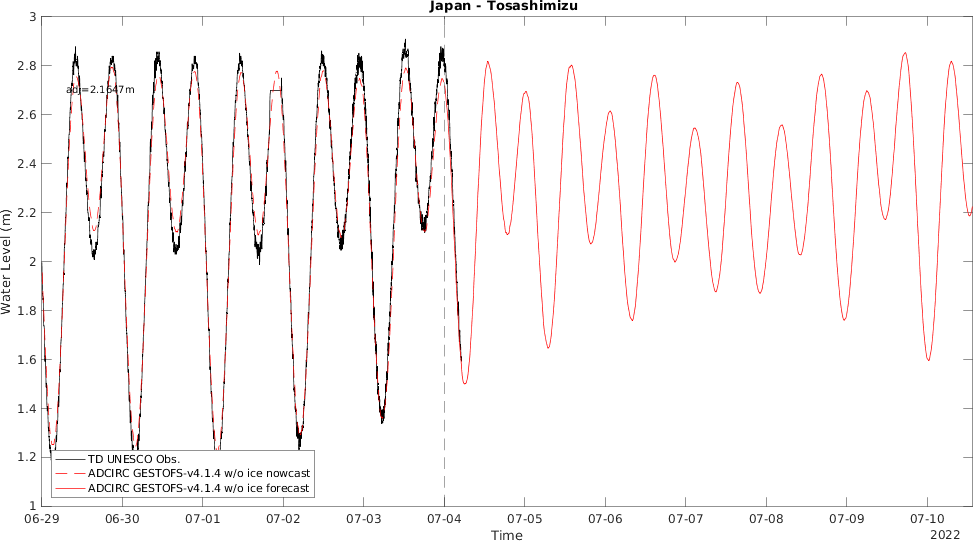 Japan - Tosashimizu
3
2.8
adj=2.1647m
2.6
2.4
2.2
2
1.8
1.6
1.4
1.2
1
Water Level (m)
TD UNESCO Obs.
ADCIRC GESTOFS-v4.1.4 w/o ice nowcast
ADCIRC GESTOFS-v4.1.4 w/o ice forecast
06-29 06-30 07-01 07-02 07-03 07-04 07-05 07-06 07-07 07-08 07-09 07-10
Time
2022